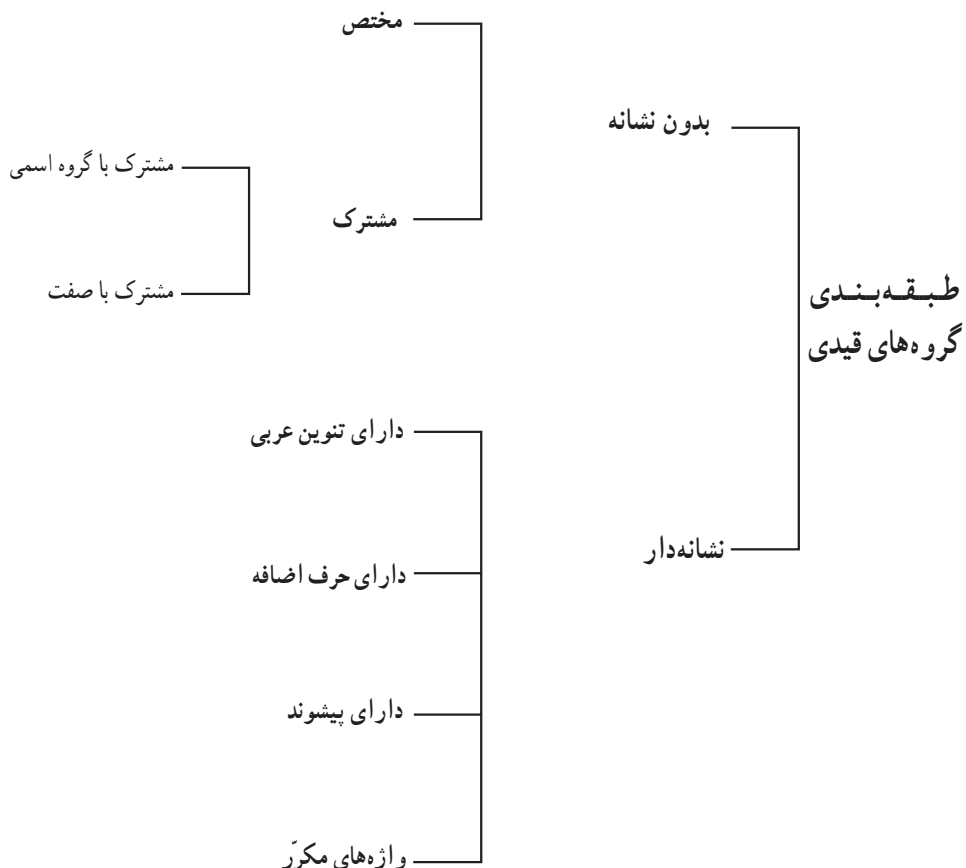 طبقه‌بندی
گروه‌های قیدی
بدون نشانه
مختص
مشترک
مشترک با گروه اسمی
مشترک با صفت
نشانه‌دار
دارای تنوین عربی
دارای حرف اضافه
دارای پیشوند
واژه‌های مکرّر